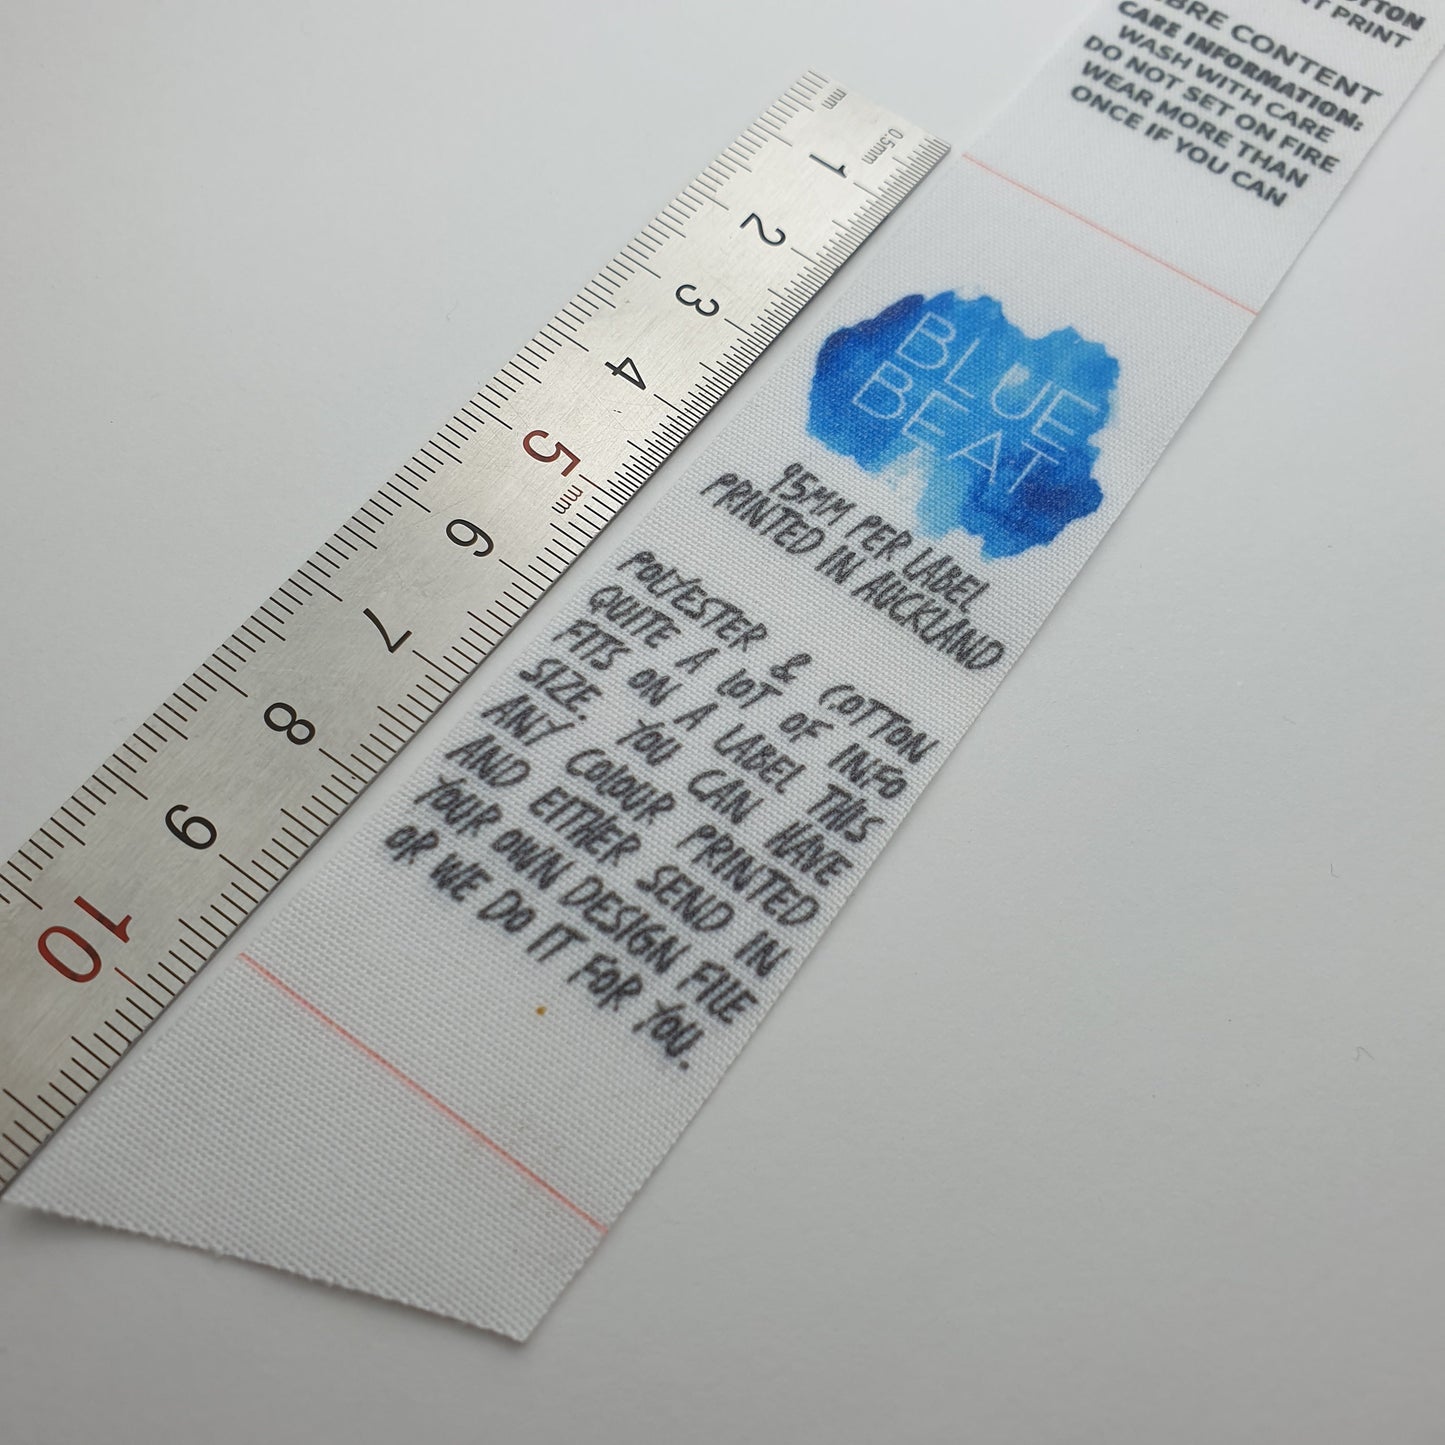 COTTON
PRINT
CONTENT
CARE INFORMATION:
WASH WITH CARE
DO NOT SET ON FIRE
WEAR MORE THAN
ONCE IF YOU CAN
BLUE
BEAT
95MM PER LABEL
PRINTED IN AUCKLAND
POLYESTER & COTTON
QUITE A LOT OF INFO
FITS ON A LABEL THIS
SIZE. YOU CAN HAVE
ANY COLOUR PRINTED
AND EITHER SEND IN
YOUR OWN DESIGN FILE
OR WE DO IT FOR YOU.
mm
0.5mm
1
2
3
4
5
mm
6
7
8
9
10